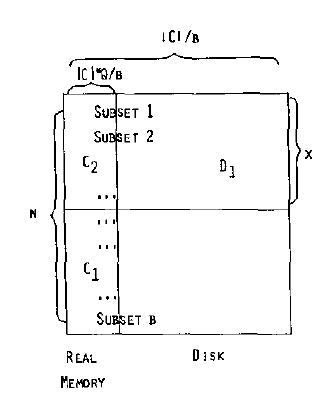 |C|/B
|C|*Q/B
SUBSET 1
SUBSET 2
C2
D1
X
...
N
...
...
C1
...
SUBSET B
REAL MEMORY
DISK